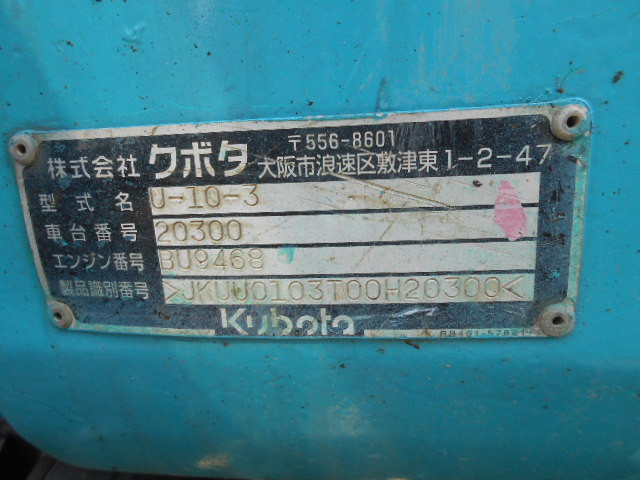 〒556-8601
株式会社 クボタ 大阪市浪速区敷津東1-2-47
型式名 U-10-3
車台番号 20300
エンジン番号 BU9468
製品識別番号 >JKUU0103T00H20300<
Kubota